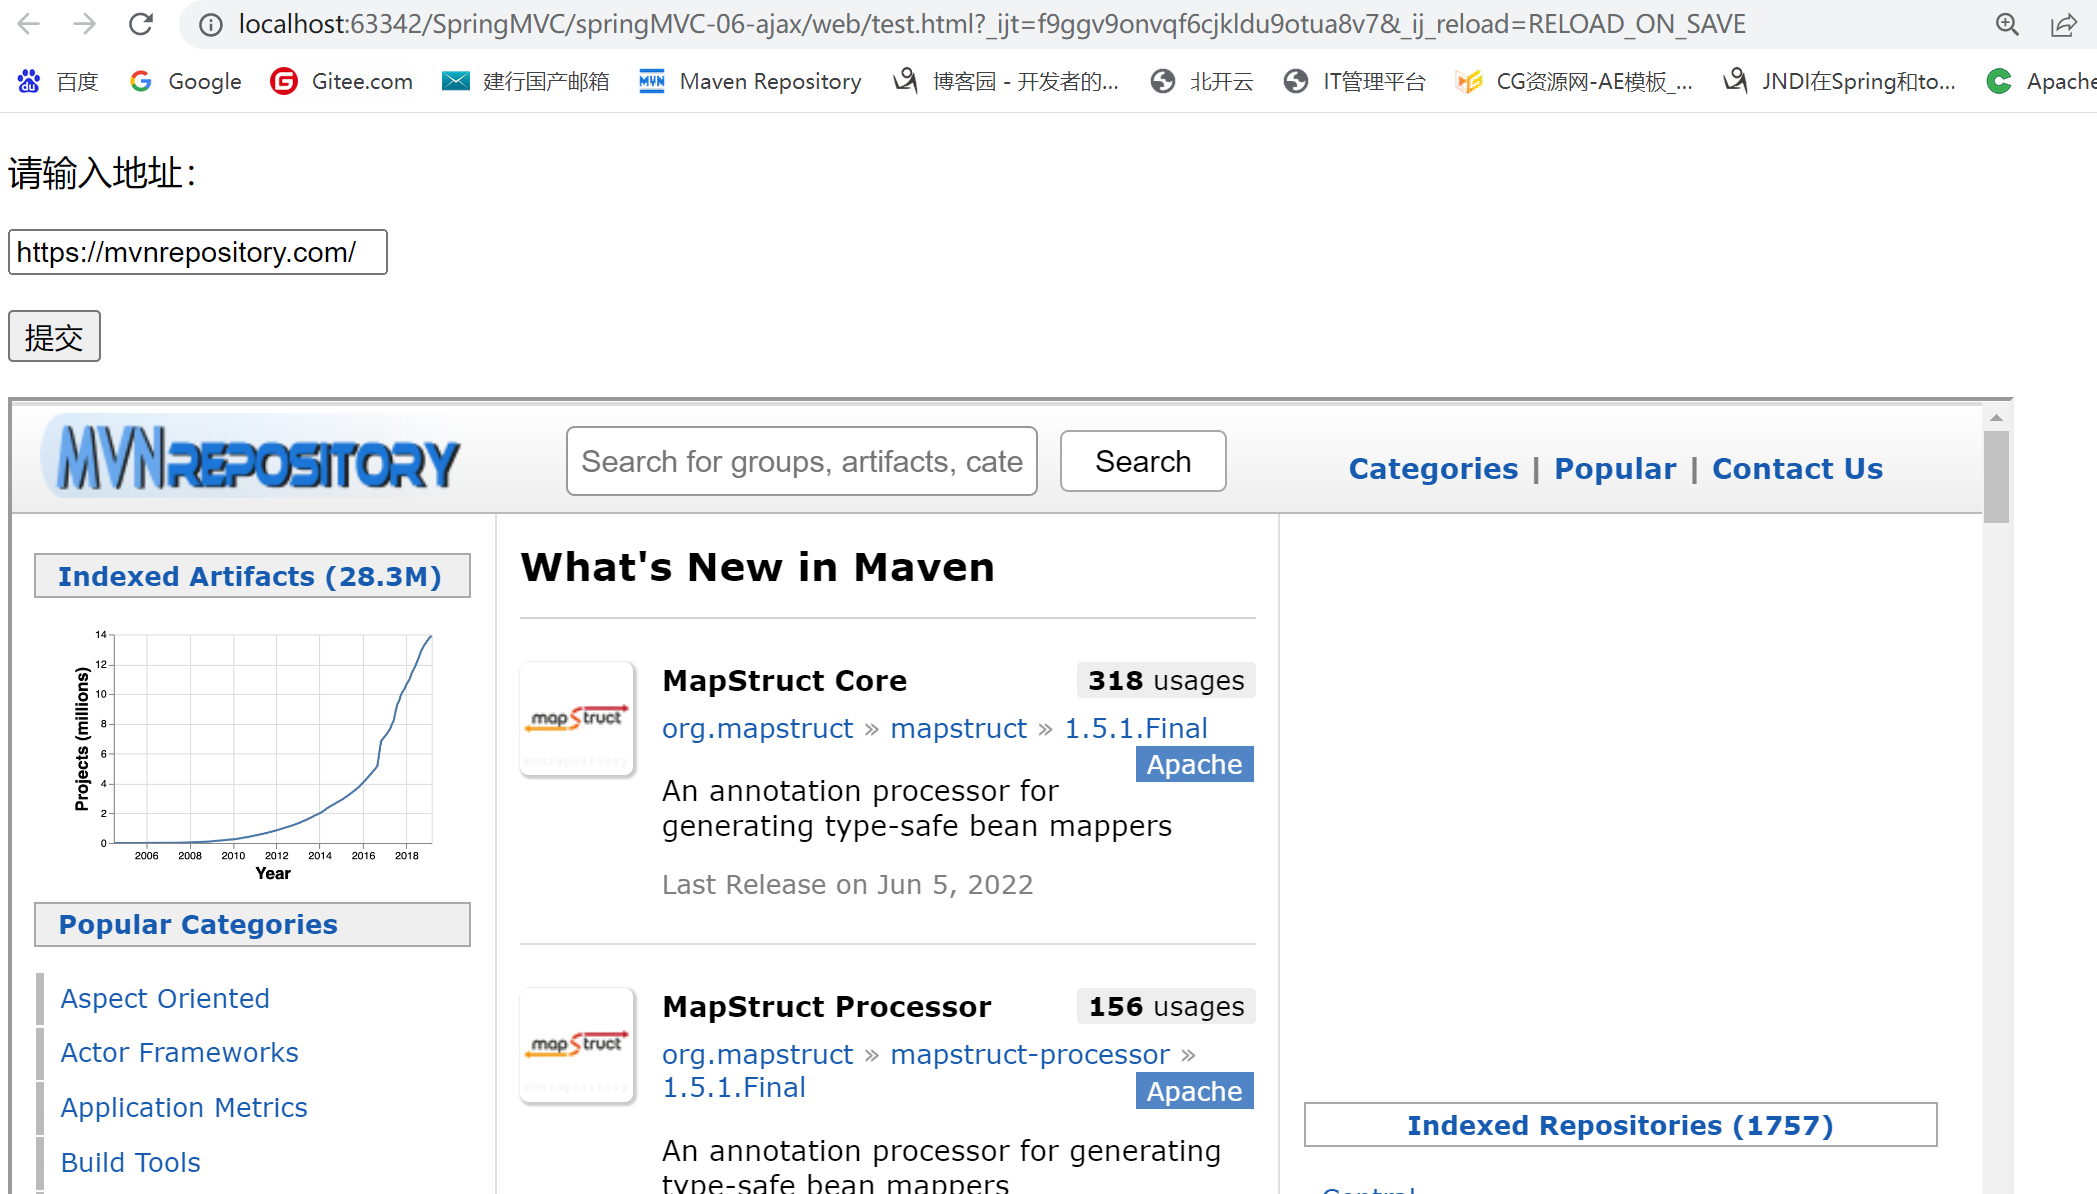 localhost:63342/SpringMVC/springMVC-06-ajax/web/test.html?_ijt=f9ggv9onvqf6cjkldu9otua8v7&_ij_reload=RELOAD_ON_SAVE
百度 Google Gitee.com 建行国产邮箱 Maven Repository 博客园 - 开发者的... 北开云 IT管理平台 CG资源网-AE模板_... JNDI在Spring和to... Apache
请输入地址：
https://mvnrepository.com/
提交
MVNREPOSITORY
Search for groups, artifacts, cate
Search
Categories | Popular | Contact Us
Indexed Artifacts (28.3M)
Projects (millions)
14
12
10
8
6
4
2
0
2006 2008 2010 2012 2014 2016 2018
Year
Popular Categories
Aspect Oriented
Actor Frameworks
Application Metrics
Build Tools
What's New in Maven
mapStruct
MapStruct Core
318 usages
org.mapstruct » mapstruct » 1.5.1.Final
Apache
An annotation processor for
generating type-safe bean mappers
Last Release on Jun 5, 2022
mapStruct
MapStruct Processor
156 usages
org.mapstruct » mapstruct-processor »
1.5.1.Final
Apache
An annotation processor for generating
type-safe bean mappers
Indexed Repositories (1757)
Central